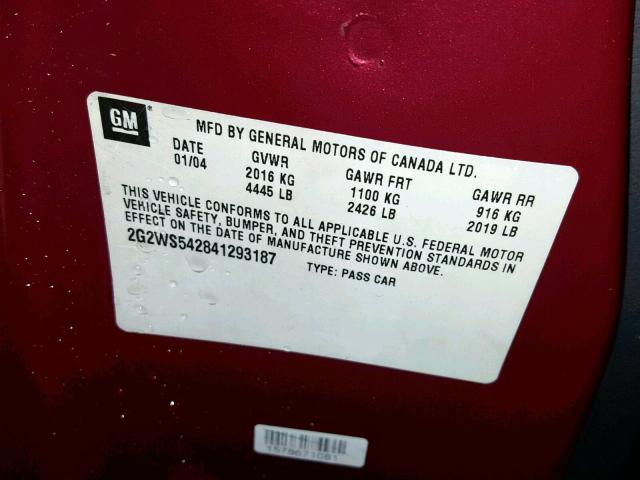 GM
MFD BY GENERAL MOTORS OF CANADA LTD.
DATE GVWR GAWR FRT GAWR RR
01/04 2016 KG 1100 KG 916 KG
4445 LB 2426 LB 2019 LB
THIS VEHICLE CONFORMS TO ALL APPLICABLE U.S. FEDERAL MOTOR
VEHICLE SAFETY, BUMPER, AND THEFT PREVENTION STANDARDS IN
EFFECT ON THE DATE OF MANUFACTURE SHOWN ABOVE.
2G2WS542841293187 TYPE: PASS CAR
1578671081